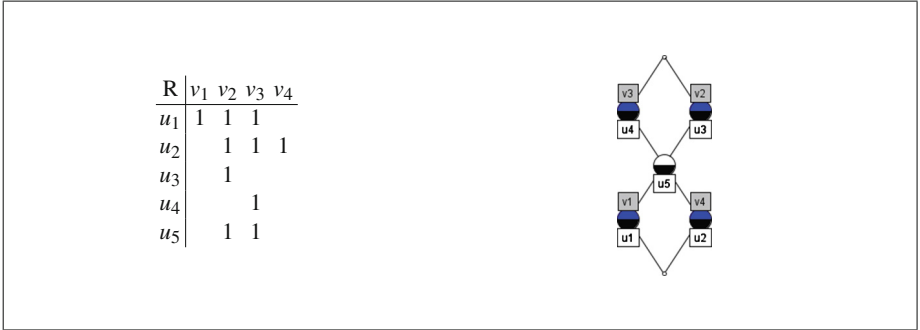 R v₁ v₂ v₃ v₄
u₁ 1 1 1
u₂ 1 1 1
u₃ 1
u₄ 1
u₅ 1 1
v3 v2
u4 u3
u5
v1 v4
u1 u2